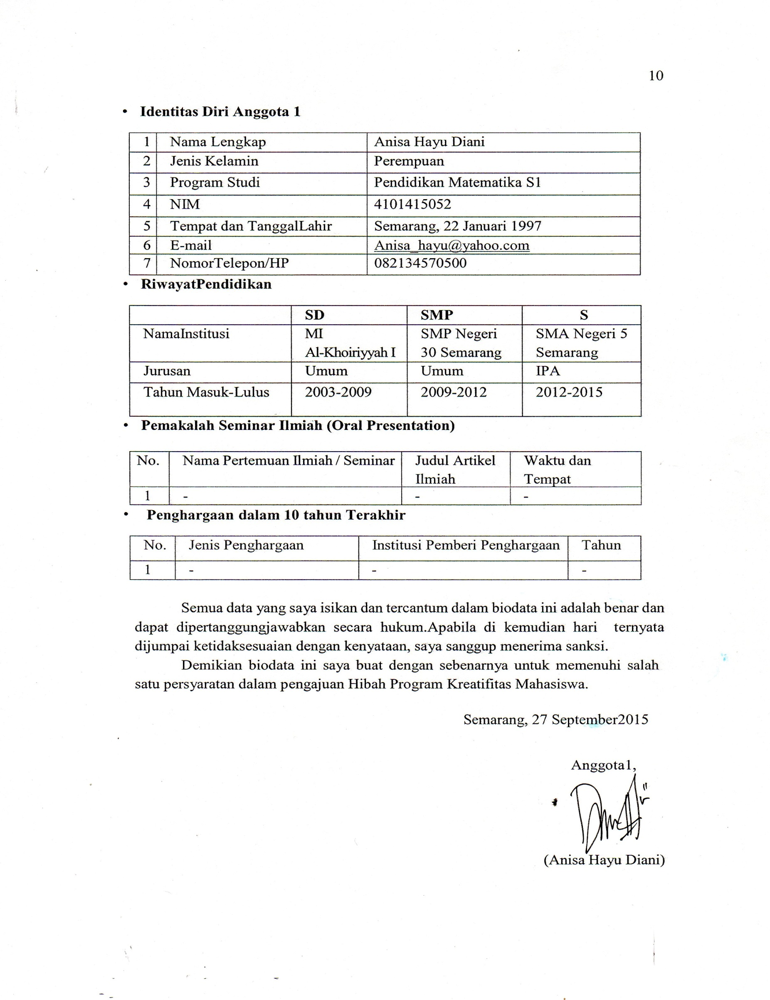 10
• Identitas Diri Anggota 1
1 Nama Lengkap Anisa Hayu Diani
2 Jenis Kelamin Perempuan
3 Program Studi Pendidikan Matematika S1
4 NIM 4101415052
5 Tempat dan TanggalLahir Semarang, 22 Januari 1997
6 E-mail Anisa_hayu@yahoo.com
7 NomorTelepon/HP 082134570500
• RiwayatPendidikan
SD SMP S
NamaInstitusi MI SMP Negeri SMA Negeri 5
Al-Khoiriyyah I 30 Semarang Semarang
Jurusan Umum Umum IPA
Tahun Masuk-Lulus 2003-2009 2009-2012 2012-2015
• Pemakalah Seminar Ilmiah (Oral Presentation)
No. Nama Pertemuan Ilmiah / Seminar Judul Artikel Waktu dan
Ilmiah Tempat
1 - - -
• Penghargaan dalam 10 tahun Terakhir
No. Jenis Penghargaan Institusi Pemberi Penghargaan Tahun
1 - - -
Semua data yang saya isikan dan tercantum dalam biodata ini adalah benar dan
dapat dipertanggungjawabkan secara hukum.Apabila di kemudian hari ternyata
dijumpai ketidaksesuaian dengan kenyataan, saya sanggup menerima sanksi.
Demikian biodata ini saya buat dengan sebenarnya untuk memenuhi salah
satu persyaratan dalam pengajuan Hibah Program Kreatifitas Mahasiswa.
Semarang, 27 September2015
Anggota1,
(Anisa Hayu Diani)